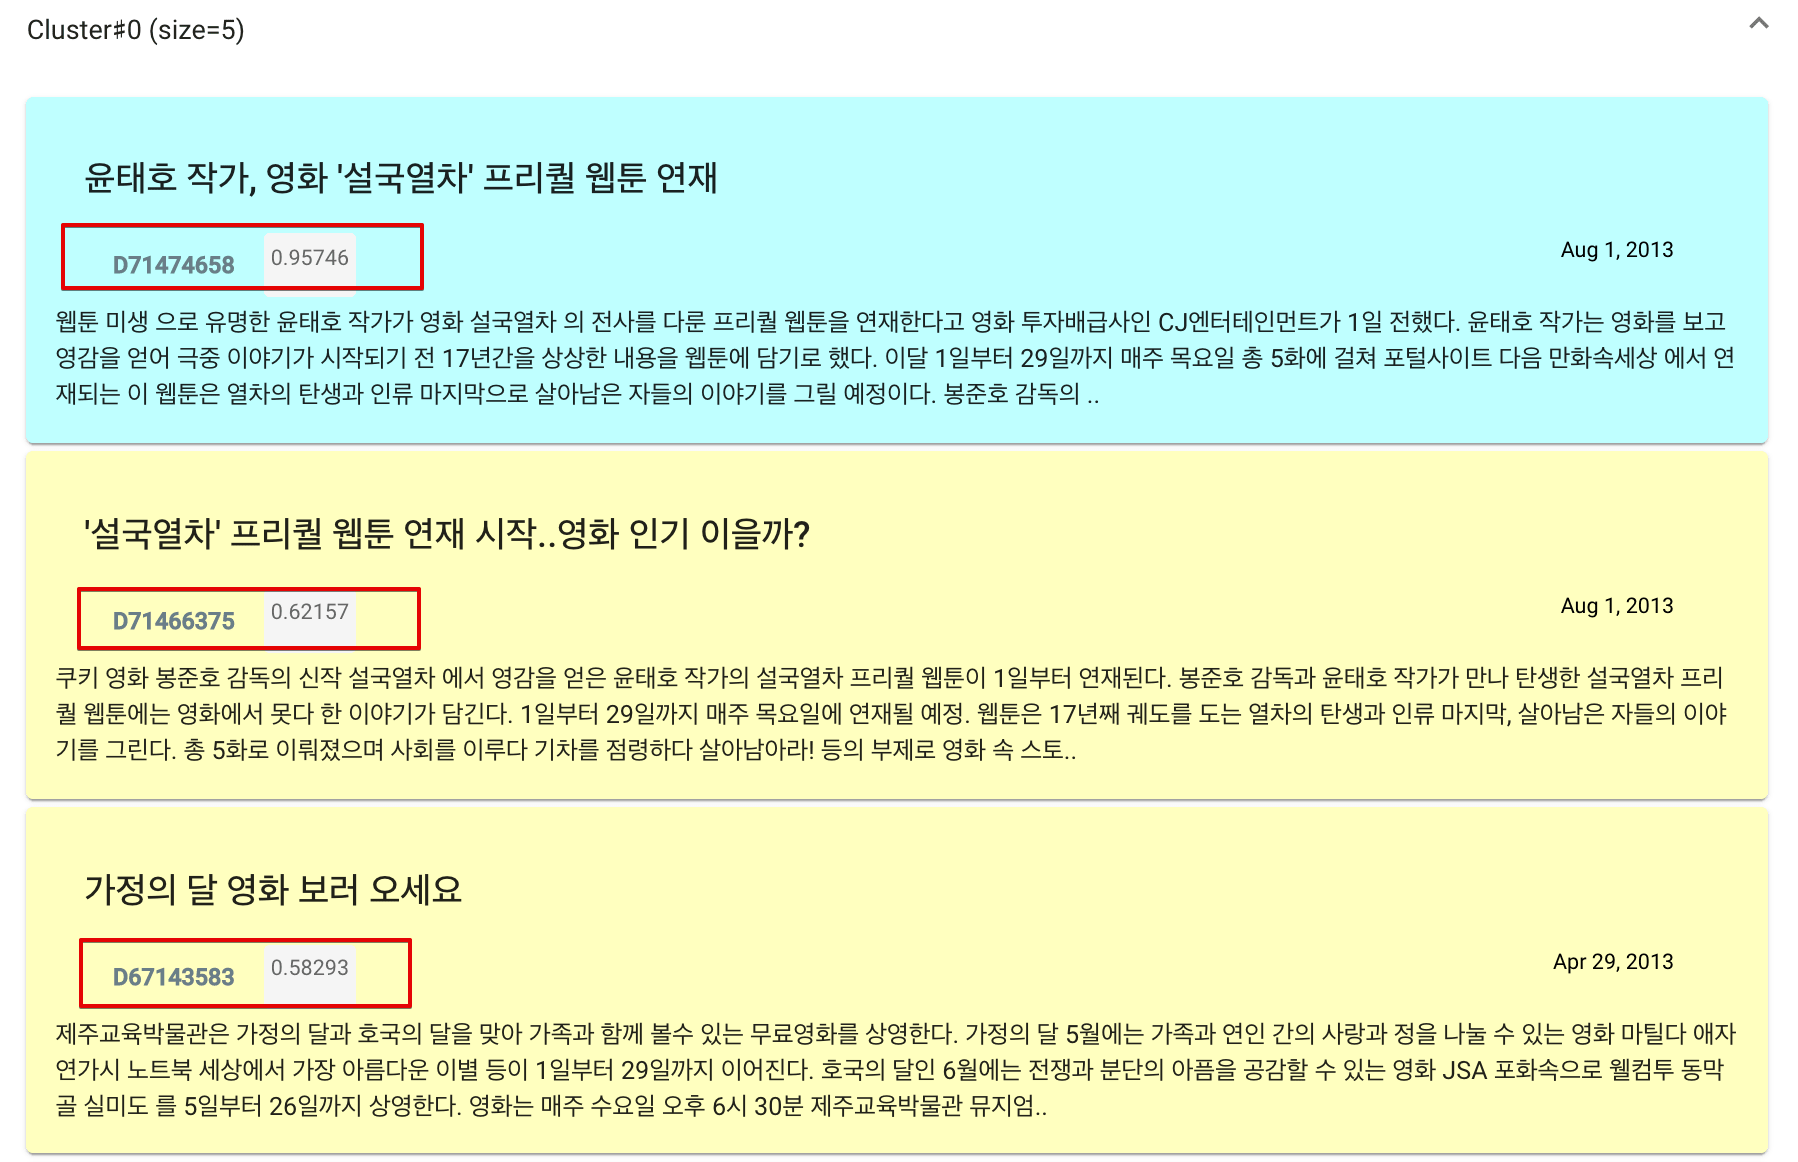 Cluster#0 (size=5)
윤태호 작가, 영화 '설국열차' 프리퀄 웹툰 연재
D71474658 0.95746 Aug 1, 2013
웹툰 미생 으로 유명한 윤태호 작가가 영화 설국열차 의 전사를 다룬 프리퀄 웹툰을 연재한다고 영화 투자배급사인 CJ엔터테인먼트가 1일 전했다. 윤태호 작가는 영화를 보고
영감을 얻어 극중 이야기가 시작되기 전 17년간을 상상한 내용을 웹툰에 담기로 했다. 이달 1일부터 29일까지 매주 목요일 총 5화에 걸쳐 포털사이트 다음 만화속세상 에서 연
재되는 이 웹툰은 열차의 탄생과 인류 마지막으로 살아남은 자들의 이야기를 그릴 예정이다. 봉준호 감독의 ..
'설국열차' 프리퀄 웹툰 연재 시작..영화 인기 이을까?
D71466375 0.62157 Aug 1, 2013
쿠키 영화 봉준호 감독의 신작 설국열차 에서 영감을 얻은 윤태호 작가의 설국열차 프리퀄 웹툰이 1일부터 연재된다. 봉준호 감독과 윤태호 작가가 만나 탄생한 설국열차 프리
퀄 웹툰에는 영화에서 못다 한 이야기가 담긴다. 1일부터 29일까지 매주 목요일에 연재될 예정. 웹툰은 17년째 궤도를 도는 열차의 탄생과 인류 마지막, 살아남은 자들의 이야
기를 그린다. 총 5화로 이뤄졌으며 사회를 이루다 기차를 점령하다 살아남아라! 등의 부제로 영화 속 스토..
가정의 달 영화 보러 오세요
D67143583 0.58293 Apr 29, 2013
제주교육박물관은 가정의 달과 호국의 달을 맞아 가족과 함께 볼수 있는 무료영화를 상영한다. 가정의 달 5월에는 가족과 연인 간의 사랑과 정을 나눌 수 있는 영화 마틸다 애자
연가시 노트북 세상에서 가장 아름다운 이별 등이 1일부터 29일까지 이어진다. 호국의 달인 6월에는 전쟁과 분단의 아픔을 공감할 수 있는 영화 JSA 포화속으로 웰컴투 동막
골 실미도 를 5일부터 26일까지 상영한다. 영화는 매주 수요일 오후 6시 30분 제주교육박물관 뮤지엄..